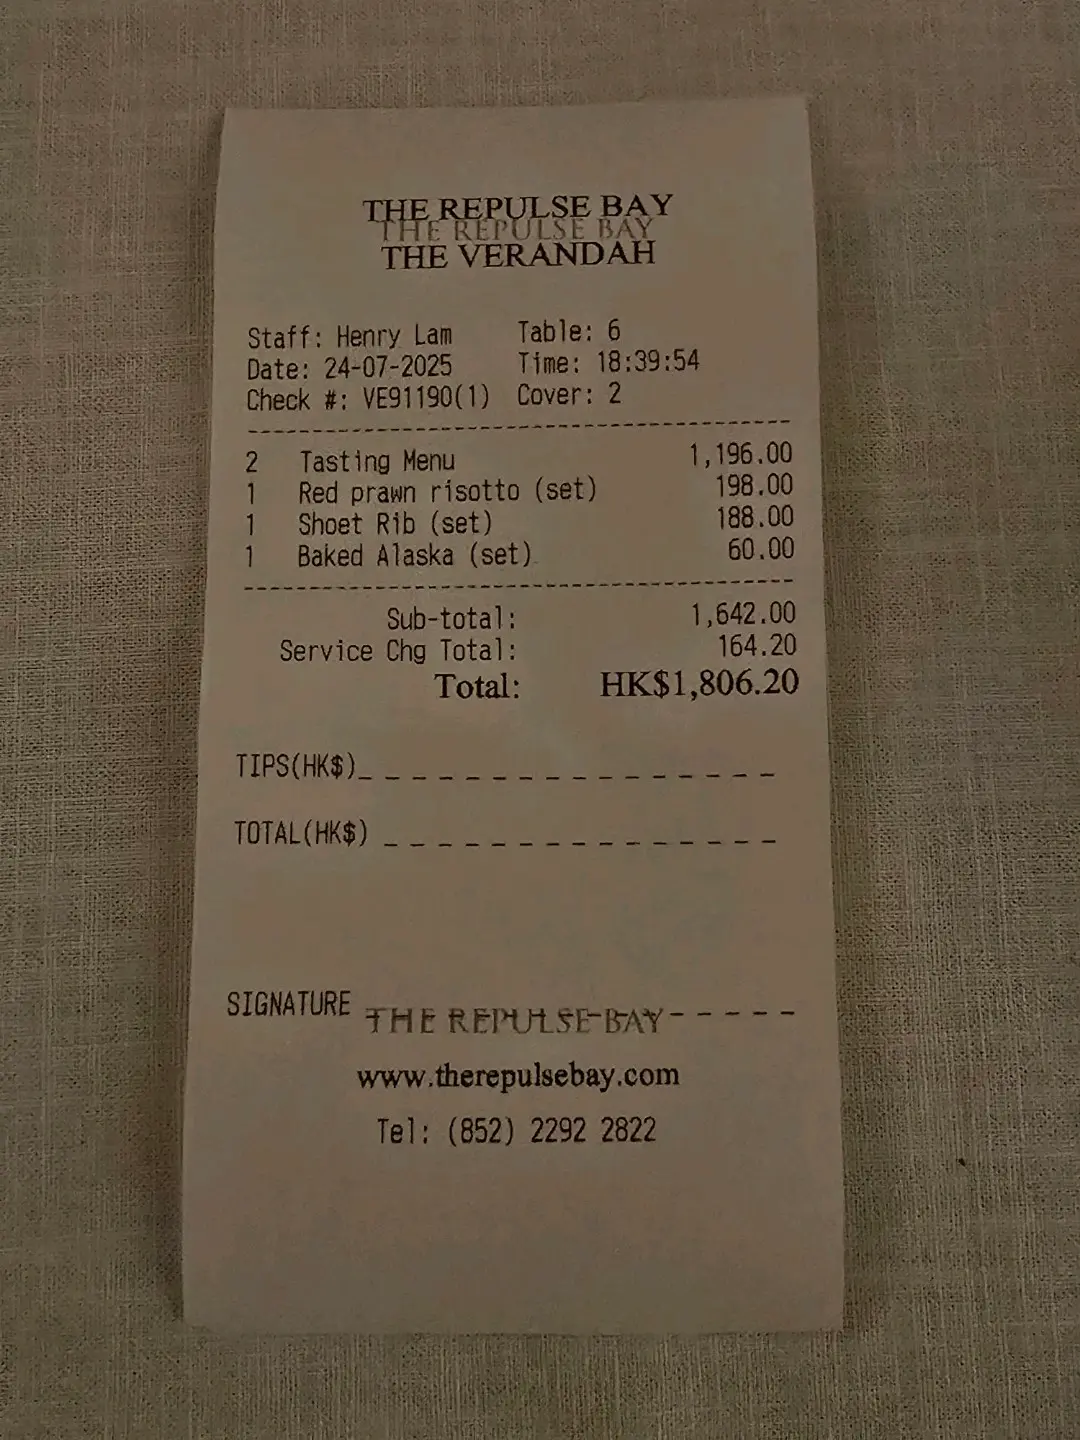 THE REPULSE BAY
THE REPULSE BAY
THE VERANDAH
Staff: Henry Lam Table: 6
Date: 24-07-2025 Time: 18:39:54
Check #: VE91190(1) Cover: 2
2 Tasting Menu 1,196.00
1 Red prawn risotto (set) 198.00
1 Shoet Rib (set) 188.00
1 Baked Alaska (set) 60.00
Sub-total: 1,642.00
Service Chg Total: 164.20
Total: HK$1,806.20
TIPS(HK$)
TOTAL(HK$)
SIGNATURE THE REPULSE BAY
www.therepulsebay.com
Tel: (852) 2292 2822